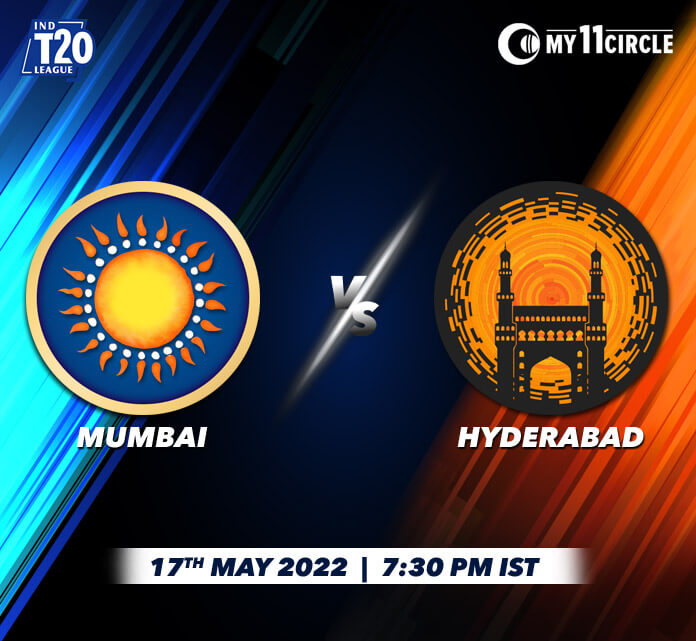 IND
T20
LEAGUE
MY11CIRCLE
VS
MUMBAI
HYDERABAD
17TH MAY 2022 | 7:30 PM IST